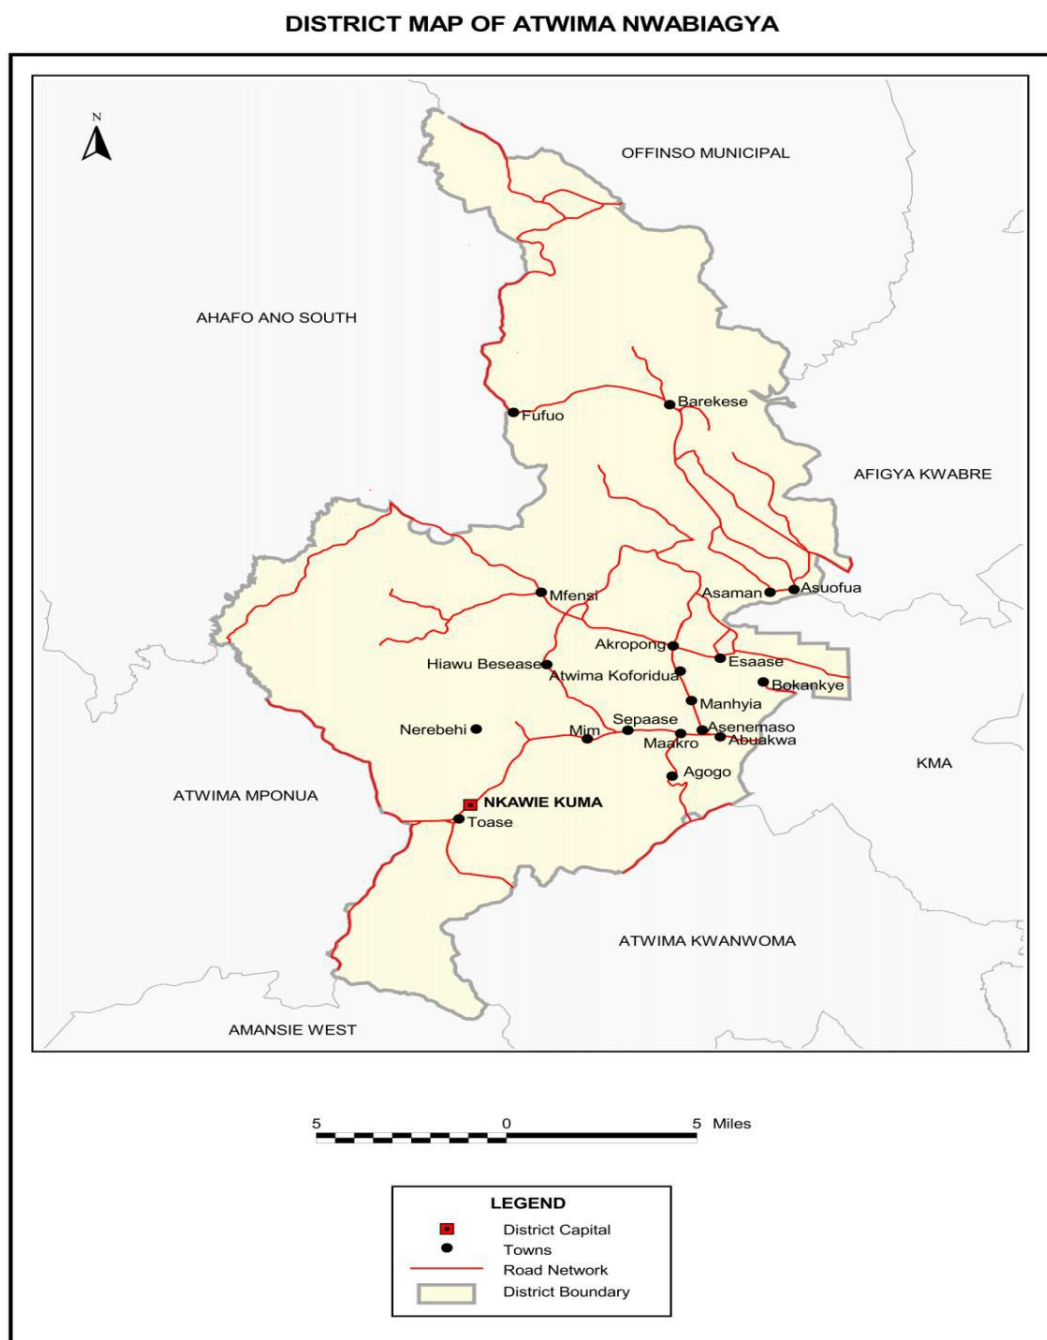 DISTRICT MAP OF ATWIMA NWABIAGYA
N
OFFINSO MUNICIPAL
AHAFO ANO SOUTH
Barekese
Fufuo
AFIGYA KWABRE
Asuofua
Asaman
Mfensi
Akropong
Esaase
Hiawu Besease
Atwima Koforidua
Bokankye
Manhyia
Sepaase
Nerebehi
Mim
Asenemaso
Maakro
Abuakwa
KMA
Agogo
ATWIMA MPONUA
NKAWIE KUMA
Toase
ATWIMA KWANWOMA
AMANSIE WEST
5 0 5 Miles
LEGEND
District Capital
Towns
Road Network
District Boundary